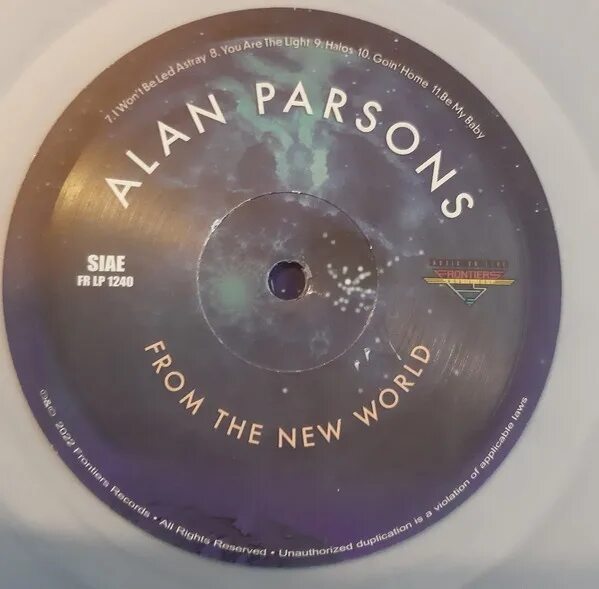 7. I Won't Be Led Astray 8. You Are The Light 9. Halos 10. Goin' Home 11. Be My Baby
ALAN PARSONS
SIAE
FR LP 1240
FRONTIERS
FROM THE NEW WORLD
℗&© 2022 Frontiers Records • All Rights Reserved • Unauthorized duplication is a violation of applicable laws